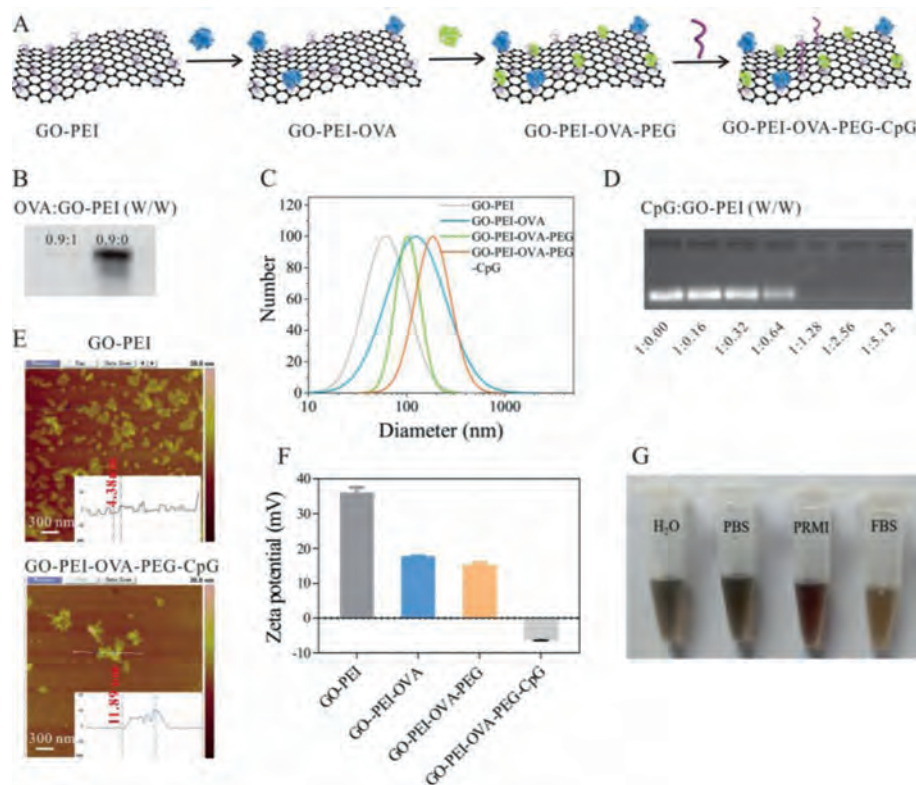 A
GO-PEI
GO-PEI-OVA
GO-PEI-OVA-PEG
GO-PEI-OVA-PEG-CpG
B
OVA:GO-PEI (W/W)
0.9:1 0.9:0
C
GO-PEI
GO-PEI-OVA
GO-PEI-OVA-PEG
GO-PEI-OVA-PEG
-CpG
Number
100
80
60
40
20
0
10 100 1000
Diameter (nm)
D
CpG:GO-PEI (W/W)
1:0.00
1:0.16
1:0.32
1:0.64
1:1.28
1:2.56
1:5.12
E
GO-PEI
300 nm
GO-PEI-OVA-PEG-CpG
300 nm
F
Zeta potential (mV)
40
20
0
-10
GO-PEI
GO--PEI-OVA
GO-PEI-OVA-PEG
GO-PEI-OVA-PEG-CpG
G
H₂O
PBS
PRMI
FBS